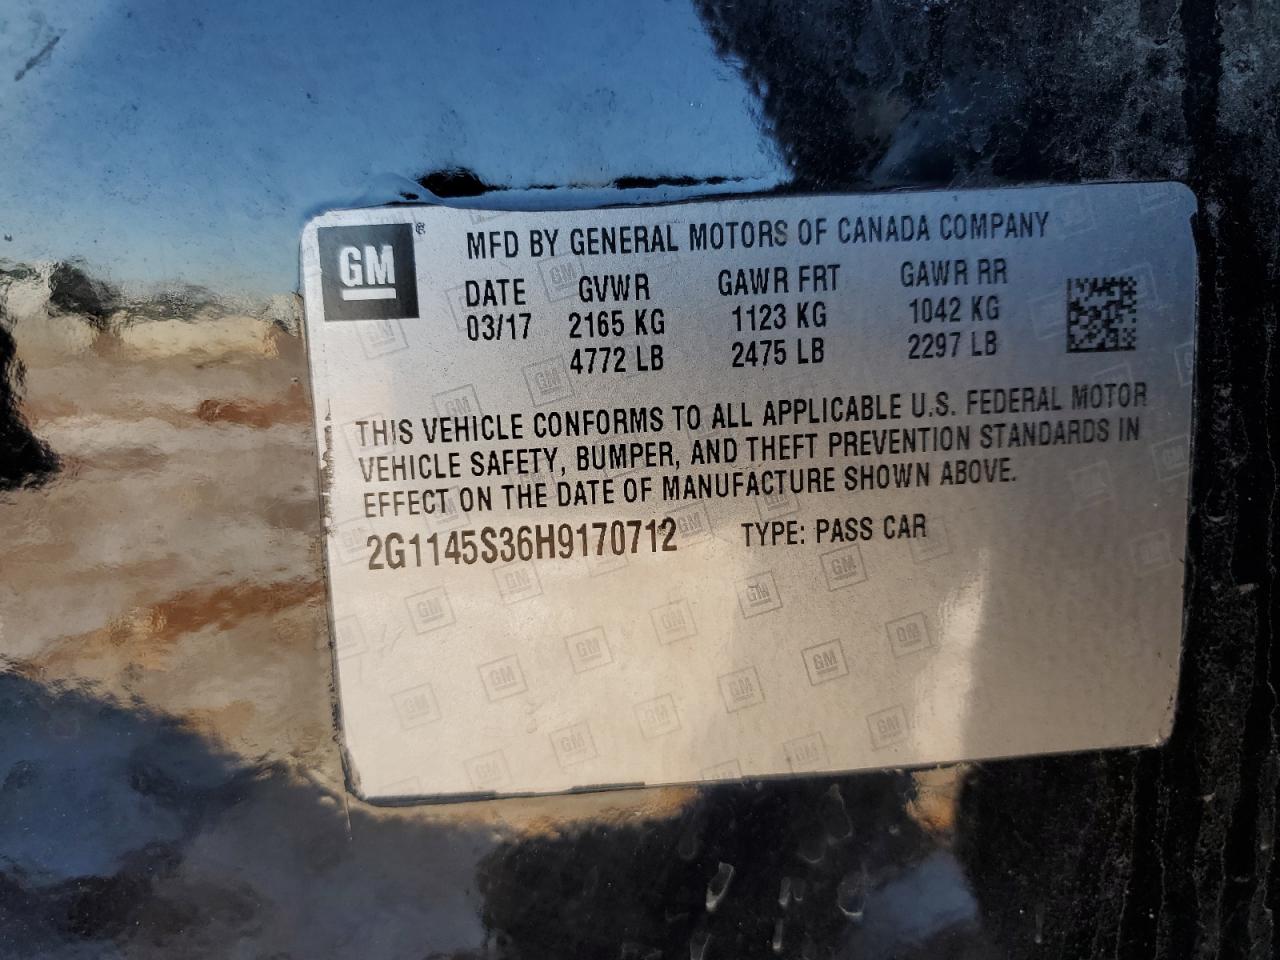 GM
®
MFD BY GENERAL MOTORS OF CANADA COMPANY
DATE GVWR GAWR FRT GAWR RR
03/17 2165 KG 1123 KG 1042 KG
4772 LB 2475 LB 2297 LB
THIS VEHICLE CONFORMS TO ALL APPLICABLE U.S. FEDERAL MOTOR
VEHICLE SAFETY, BUMPER, AND THEFT PREVENTION STANDARDS IN
EFFECT ON THE DATE OF MANUFACTURE SHOWN ABOVE.
2G1145S36H9170712 TYPE: PASS CAR